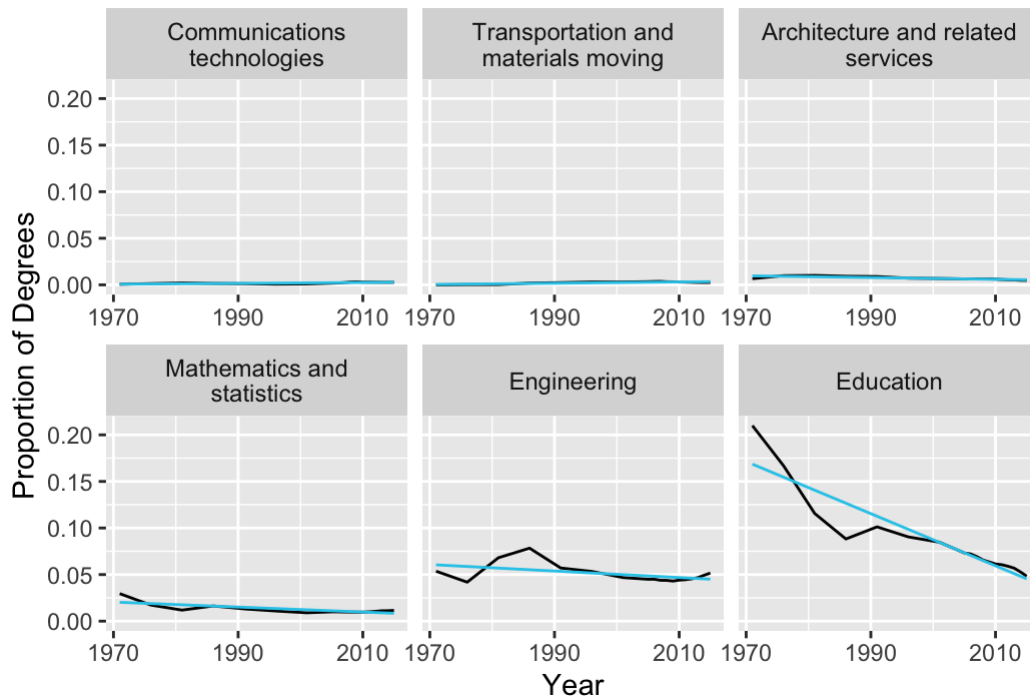 Communications
technologies
Transportation and
materials moving
Architecture and related
services
0.20
0.15
0.10
0.05
0.00
1970
1990
2010
1970
1990
2010
1970
1990
2010
Proportion of Degrees
Mathematics and
statistics
Engineering
Education
0.20
0.15
0.10
0.05
0.00
1970
1990
2010
1970
1990
2010
1970
1990
2010
Year